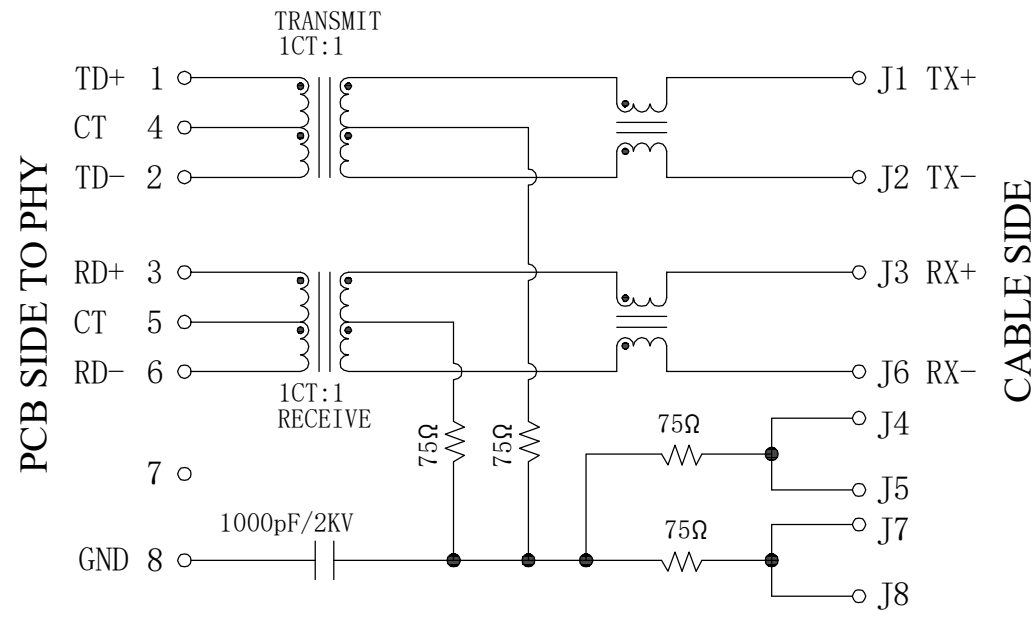 TRANSMIT
1CT:1
TD+ 1
J1 TX+
CT 4
TD- 2
J2 TX-
PCB SIDE TO PHY
CABLE SIDE
RD+ 3
J3 RX+
CT 5
RD- 6
J6 RX-
1CT:1
RECEIVE
75Ω
75Ω
75Ω
J4
7
J5
1000pF/2KV
75Ω
J7
GND 8
J8